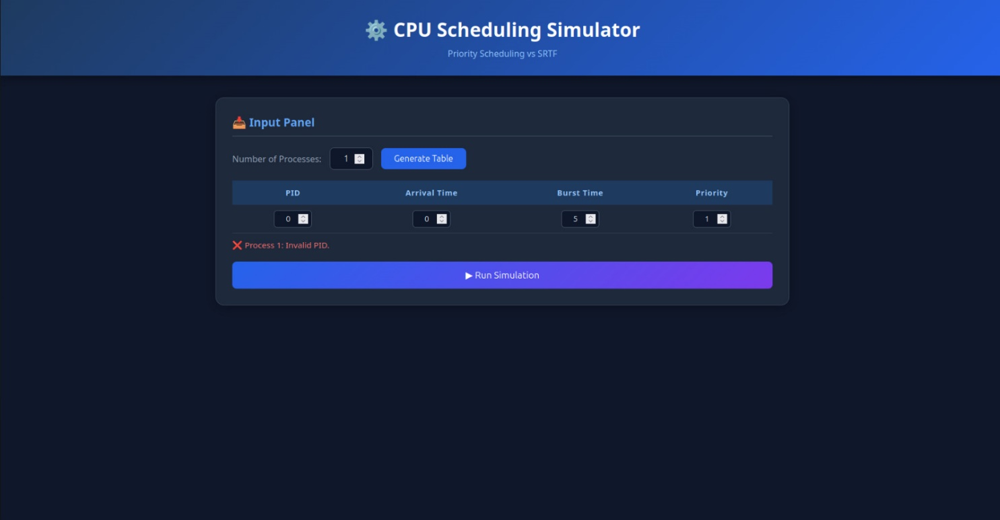 ⚙️ CPU Scheduling Simulator
Priority Scheduling vs SRTF
📥 Input Panel
Number of Processes: 1 Generate Table
PID Arrival Time Burst Time Priority
0 0 5 1
❌ Process 1: Invalid PID.
▶ Run Simulation